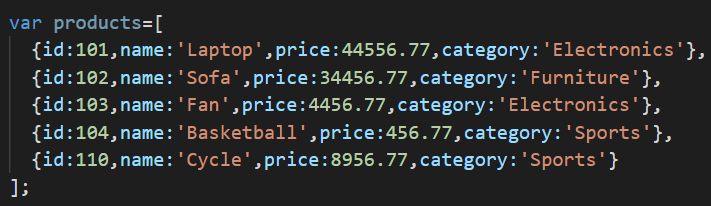 var products=[
{id:101,name:'Laptop',price:44556.77,category:'Electronics'},
{id:102,name:'Sofa',price:34456.77,category:'Furniture'},
{id:103,name:'Fan',price:4456.77,category:'Electronics'},
{id:104,name:'Basketball',price:456.77,category:'Sports'},
{id:110,name:'Cycle',price:8956.77,category:'Sports'}
];